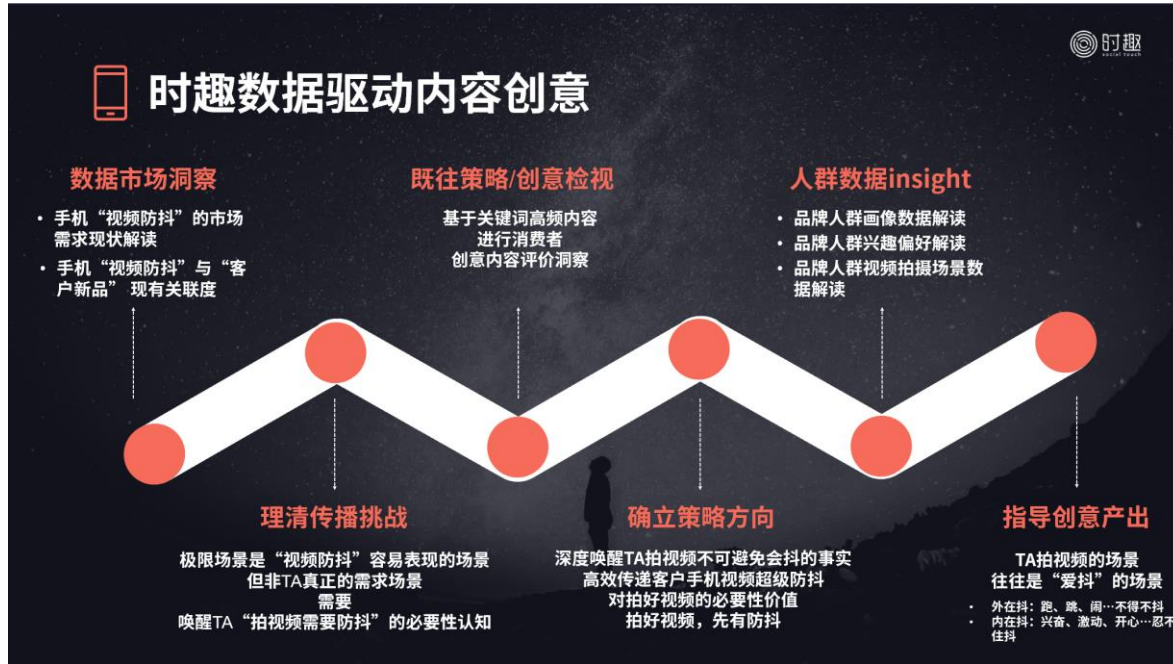 时趣
social touch
时趣数据驱动内容创意
数据市场洞察
• 手机“视频防抖”的市场
需求现状解读
• 手机“视频防抖”与“客
户新品” 现有关联度
既往策略/创意检视
基于关键词高频内容
进行消费者
创意内容评价洞察
人群数据insight
• 品牌人群画像数据解读
• 品牌人群兴趣偏好解读
• 品牌人群视频拍摄场景数
据解读
理清传播挑战
极限场景是“视频防抖”容易表现的场景
但非TA真正的需求场景
需要
唤醒TA“拍视频需要防抖”的必要性认知
确立策略方向
深度唤醒TA拍视频不可避免会抖的事实
高效传递客户手机视频超级防抖
对拍好视频的必要性价值
拍好视频，先有防抖
指导创意产出
TA拍视频的场景
往往是“爱抖”的场景
• 外在抖：跑、跳、闹…不得不抖
• 内在抖：兴奋、激动、开心…忍不
住抖